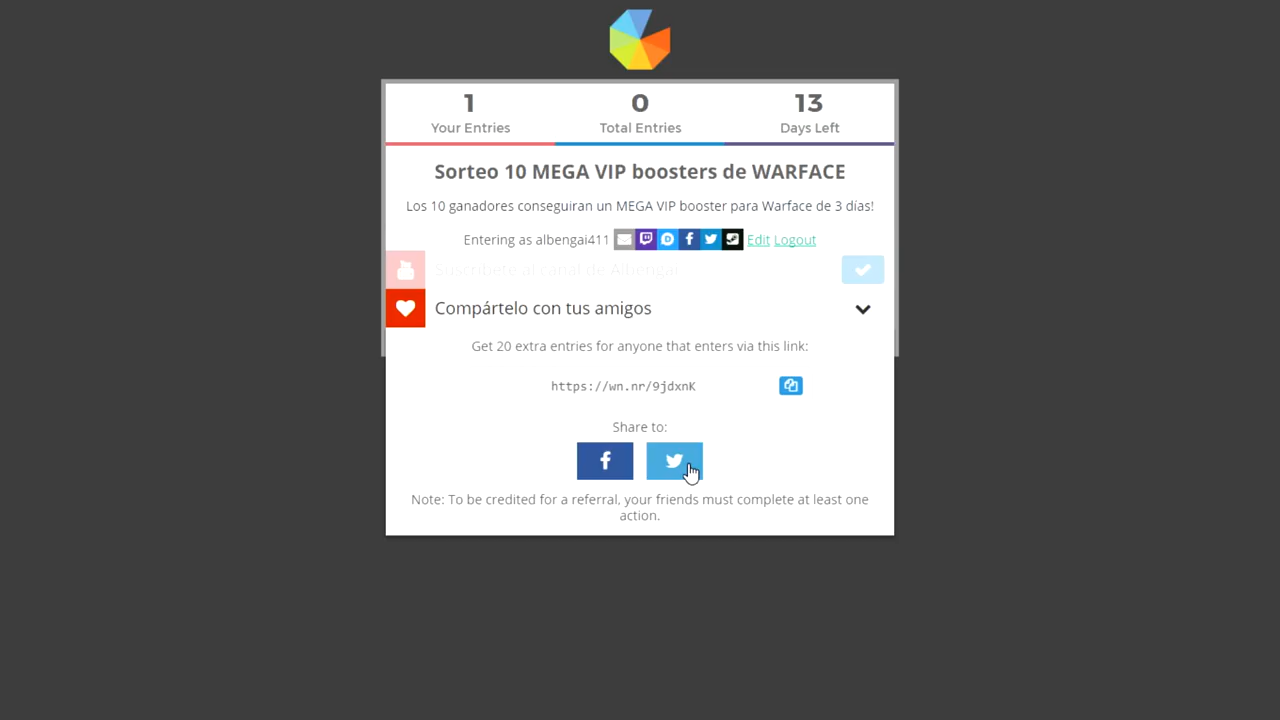 1 0 13
Your Entries Total Entries Days Left
Sorteo 10 MEGA VIP boosters de WARFACE
Los 10 ganadores conseguiran un MEGA VIP booster para Warface de 3 días!
Entering as albengai411 Edit Logout
Suscribete al canal de Albengai
Compártelo con tus amigos
Get 20 extra entries for anyone that enters via this link:
https://wn.nr/9jdxnK
Share to:
Note: To be credited for a referral, your friends must complete at least one
action.